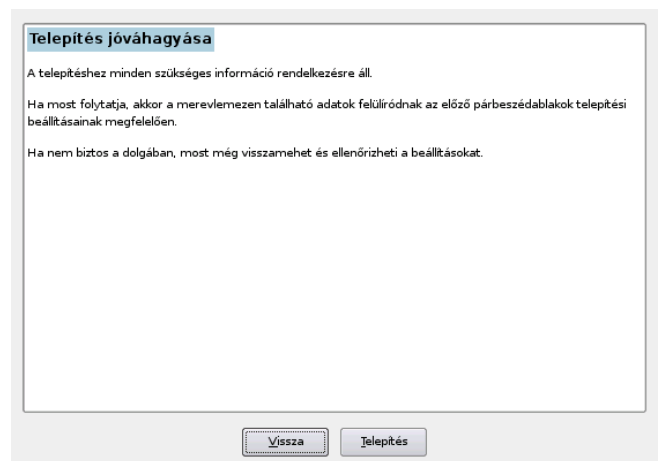 Telepítés jóváhagyása
A telepítéshez minden szükséges információ rendelkezésre áll.
Ha most folytatja, akkor a merevlemezen található adatok felülíródnak az előző párbeszédablakok telepítési
beállításainak megfelelően.
Ha nem biztos a dolgában, most még visszamehet és ellenőrizheti a beállításokat.
Vissza
Telepítés